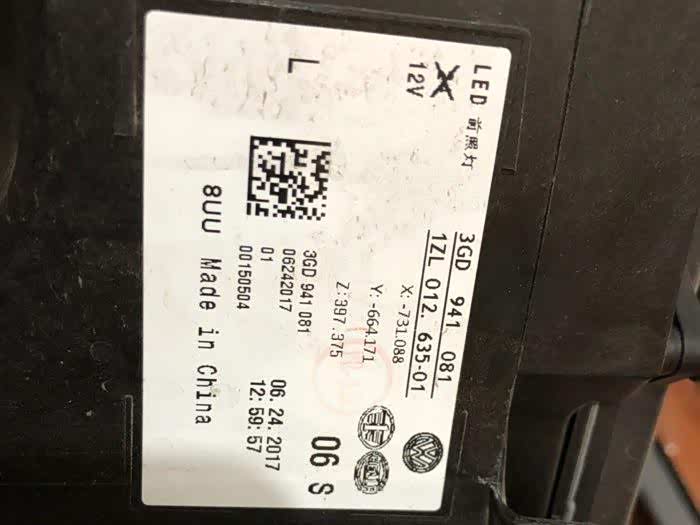 LED 前照灯
12V
L
3GD 941 081
1ZL 012. 635-01
X:-731.088
Y:-664.171
Z:397.375
3GD 941 081
06242017
01
00150504
06 S
06. 24. 2017
12: 59: 57
8UU Made in China